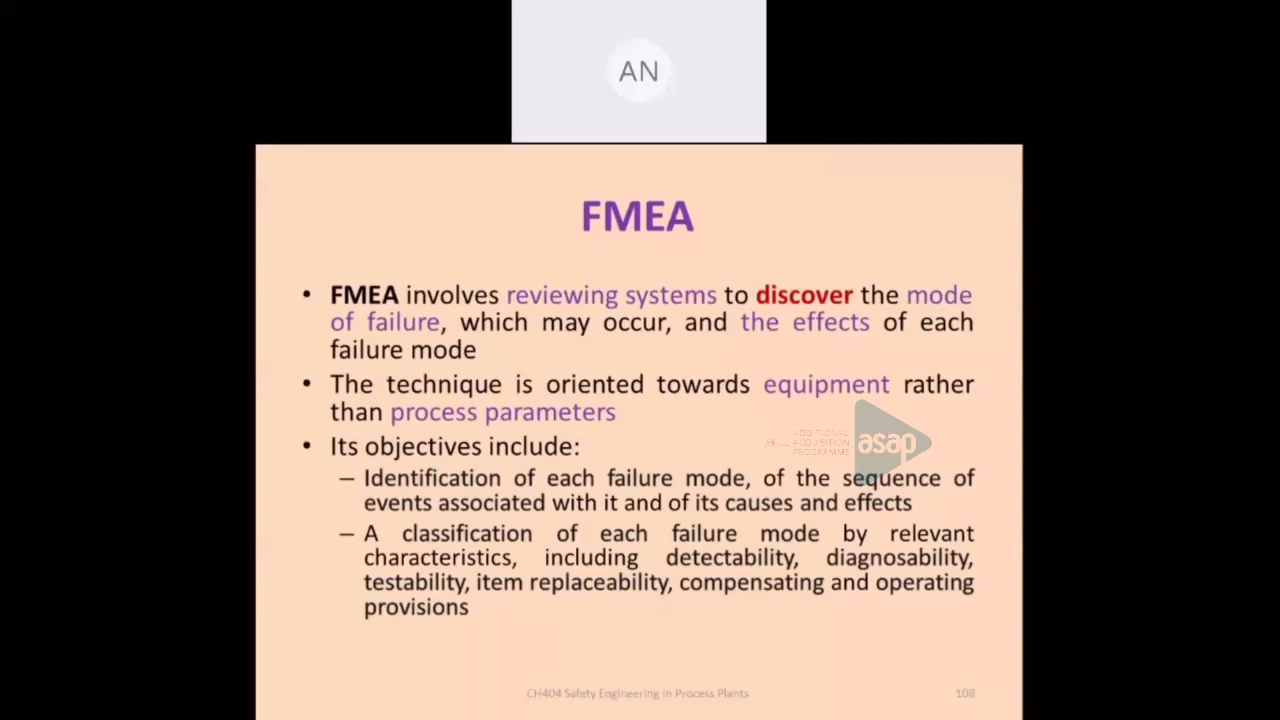 AN
FMEA
• FMEA involves reviewing systems to discover the mode
of failure, which may occur, and the effects of each
failure mode
• The technique is oriented towards equipment rather
than process parameters
• Its objectives include:
– Identification of each failure mode, of the sequence of
events associated with it and of its causes and effects
– A classification of each failure mode by relevant
characteristics, including detectability, diagnosability,
testability, item replaceability, compensating and operating
provisions
ADDITIONAL
SKILL ACQUISITION
PROGRAMME
asap
CH404 Safety Engineering in Process Plants
108